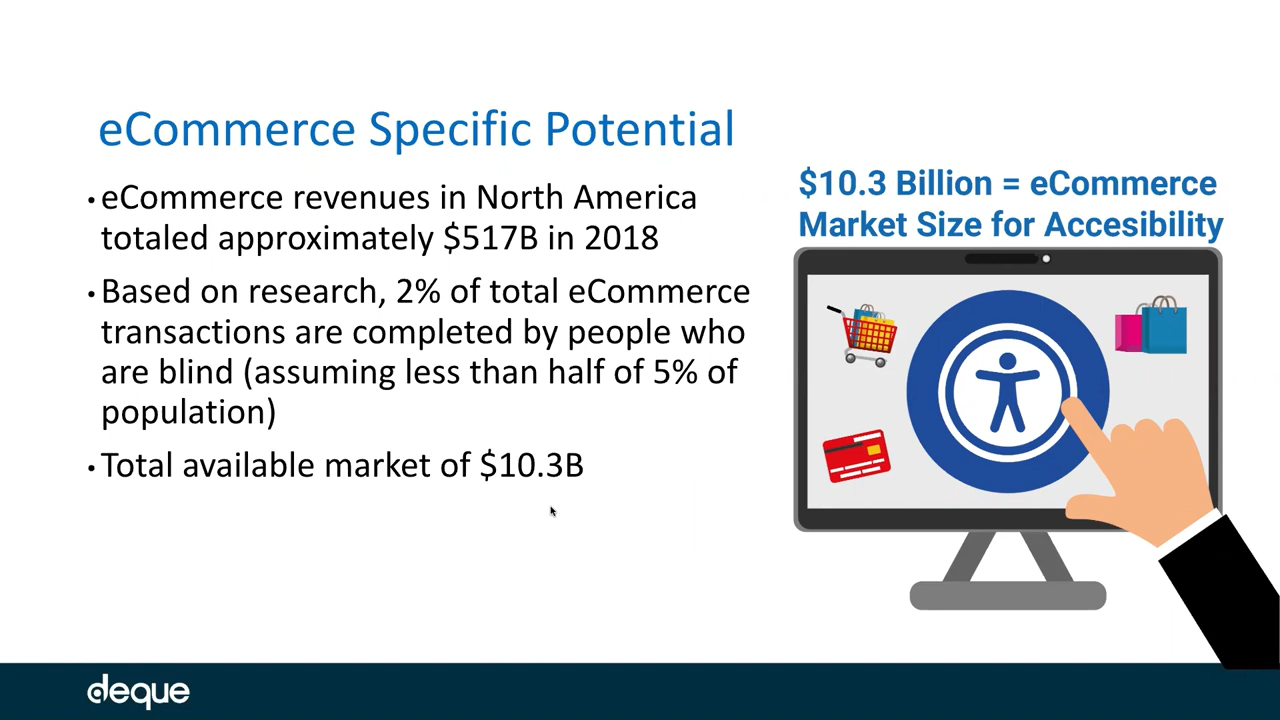 eCommerce Specific Potential
• eCommerce revenues in North America
totaled approximately $517B in 2018
• Based on research, 2% of total eCommerce
transactions are completed by people who
are blind (assuming less than half of 5% of
population)
• Total available market of $10.3B
$10.3 Billion = eCommerce
Market Size for Accesibility
deque